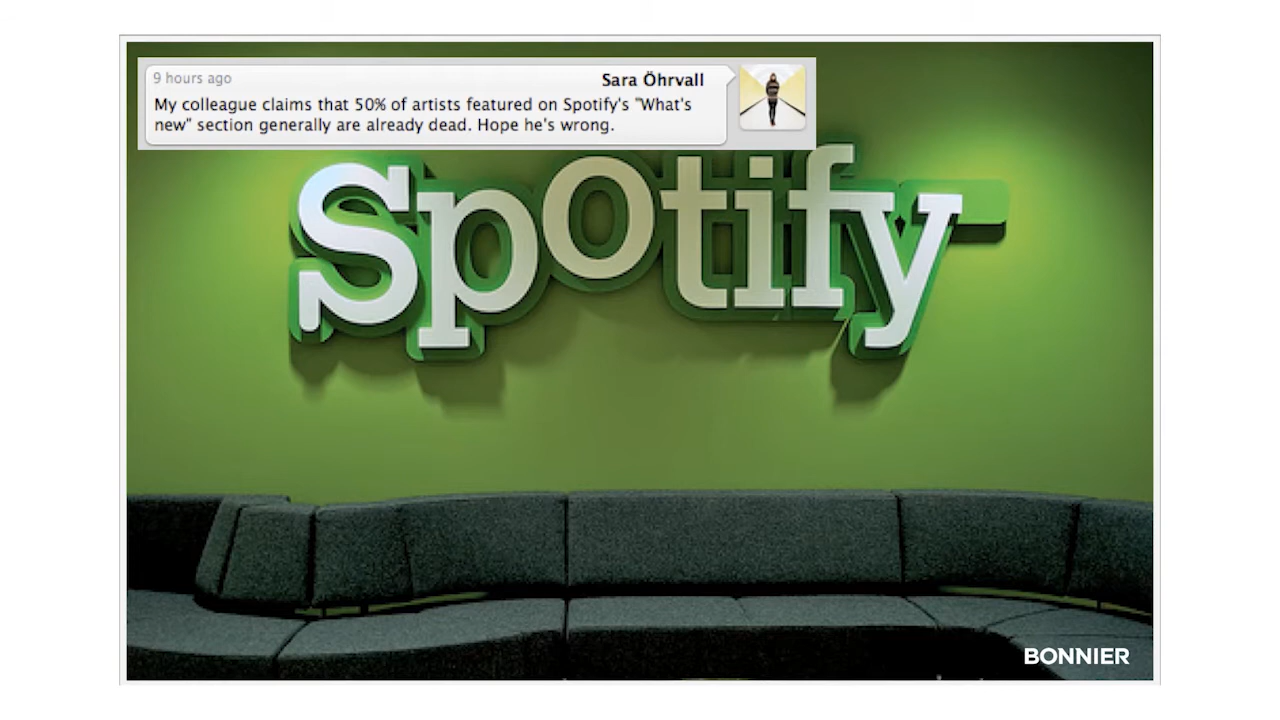 9 hours ago
Sara Öhrvall
My colleague claims that 50% of artists featured on Spotify's "What's
new" section generally are already dead. Hope he's wrong.
Spotify
BONNIER